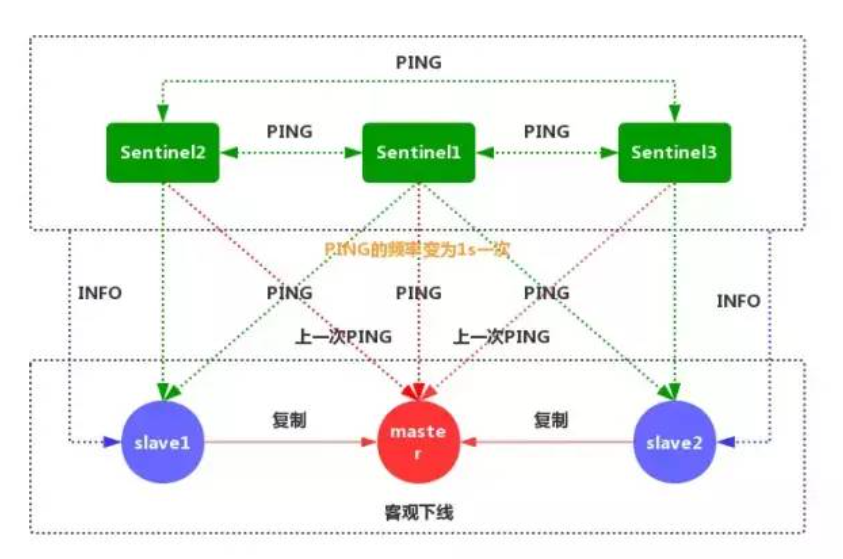 PING
PING
PING
Sentinel2
Sentinel1
Sentinel3
PING的频率变为1s一次
INFO
PING
PING
PING
INFO
上一次PING
上一次PING
复制
复制
slave1
maste
r
slave2
客观下线